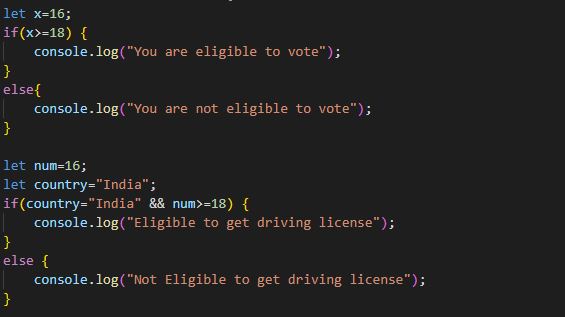 let x=16;
if(x>=18) {
    console.log("You are eligible to vote");
}
else{
    console.log("You are not eligible to vote");
}

let num=16;
let country="India";
if(country="India" && num>=18) {
    console.log("Eligible to get driving license");
}
else {
    console.log("Not Eligible to get driving license");
}